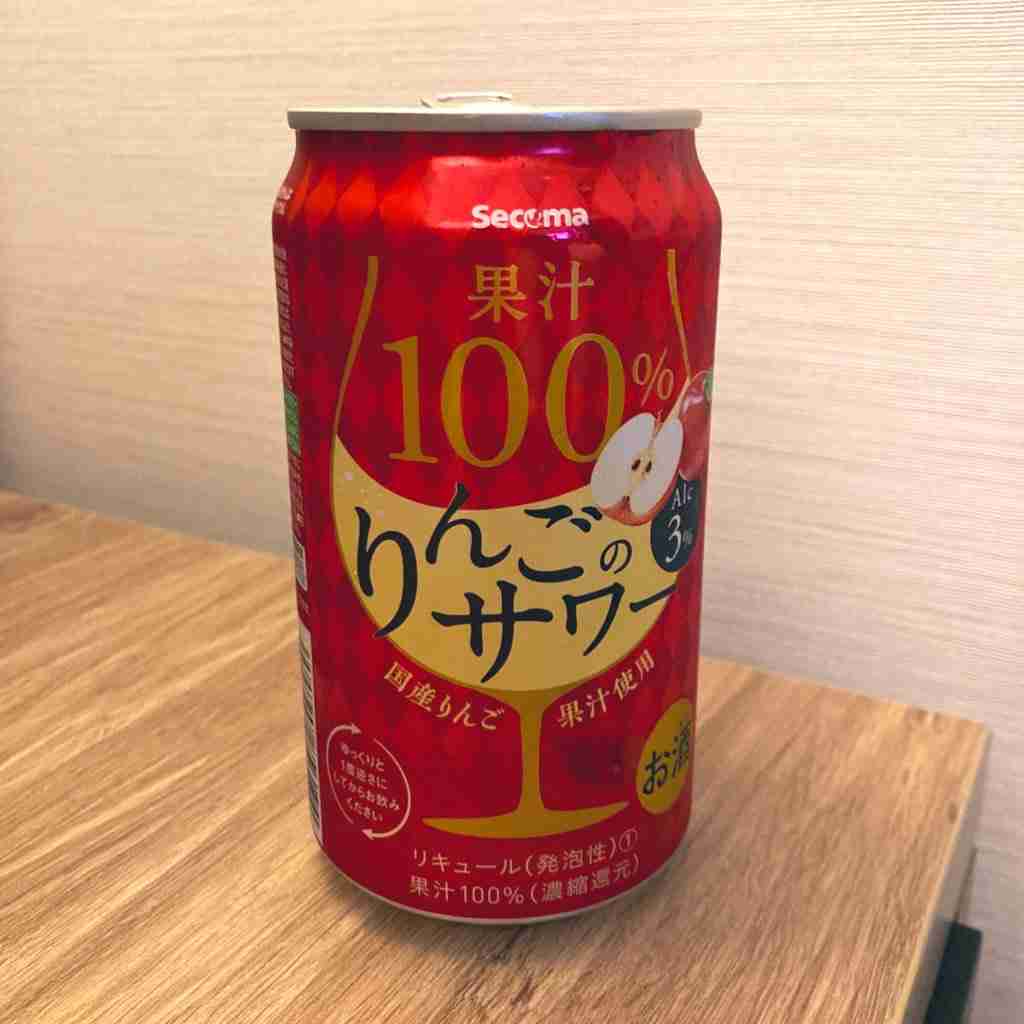 Secoma
果汁
100%
りんごの
サワー
Alc
3%
国産りんご
果汁使用
ゆっくりと
1度逆さに
してからお飲み
ください
お酒
リキュール(発泡性)①
果汁100%(濃縮還元)